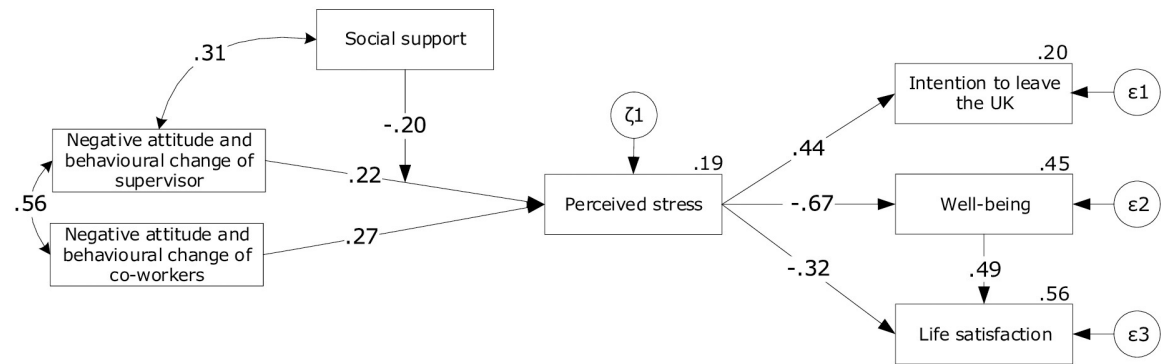 Social support
.31
-.20
Negative attitude and
behavioural change of
supervisor
.22
.56
Negative attitude and
behavioural change of
co-workers
.27
ζ1
.19
Perceived stress
.44
-.67
-.32
.20
Intention to leave
the UK
ε1
.45
Well-being
ε2
.49
.56
Life satisfaction
ε3